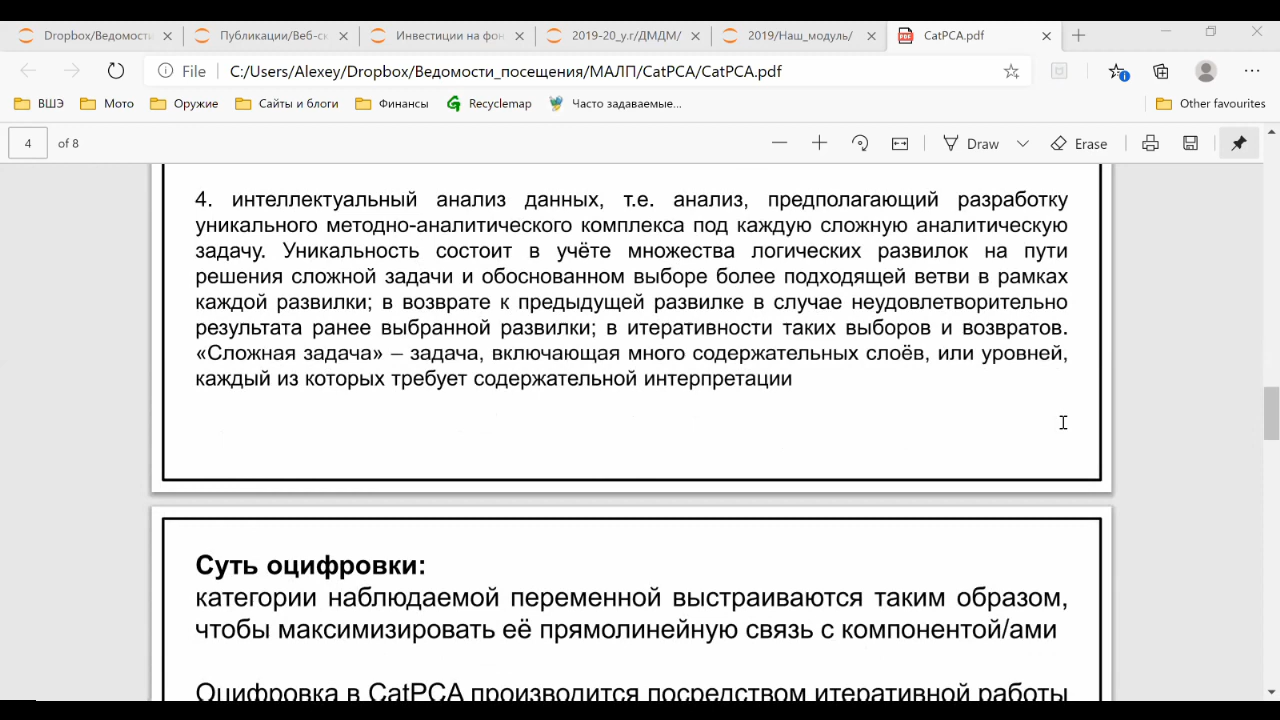 Dropbox/Ведомости
Публикации/Веб-ск
Инвестиции на фон
2019-20_у.г/ДМДМ/
2019/Наш_модуль/
CatPCA.pdf
File
C:/Users/Alexey/Dropbox/Ведомости_посещения/МАЛП/CatPCA/CatPCA.pdf
ВШЭ
Мото
Оружие
Сайты и блоги
Финансы
Recyclemap
Часто задаваемые...
Other favourites
4 of 8
Draw
Erase
4. интеллектуальный анализ данных, т.е. анализ, предполагающий разработку
уникального методно-аналитического комплекса под каждую сложную аналитическую
задачу. Уникальность состоит в учёте множества логических развилок на пути
решения сложной задачи и обоснованном выборе более подходящей ветви в рамках
каждой развилки; в возврате к предыдущей развилке в случае неудовлетворительно
результата ранее выбранной развилки; в итеративности таких выборов и возвратов.
«Сложная задача» – задача, включающая много содержательных слоёв, или уровней,
каждый из которых требует содержательной интерпретации
Суть оцифровки:
категории наблюдаемой переменной выстраиваются таким образом,
чтобы максимизировать её прямолинейную связь с компонентой/ами
Оцифровка в CatPCA производится посредством итеративной работы